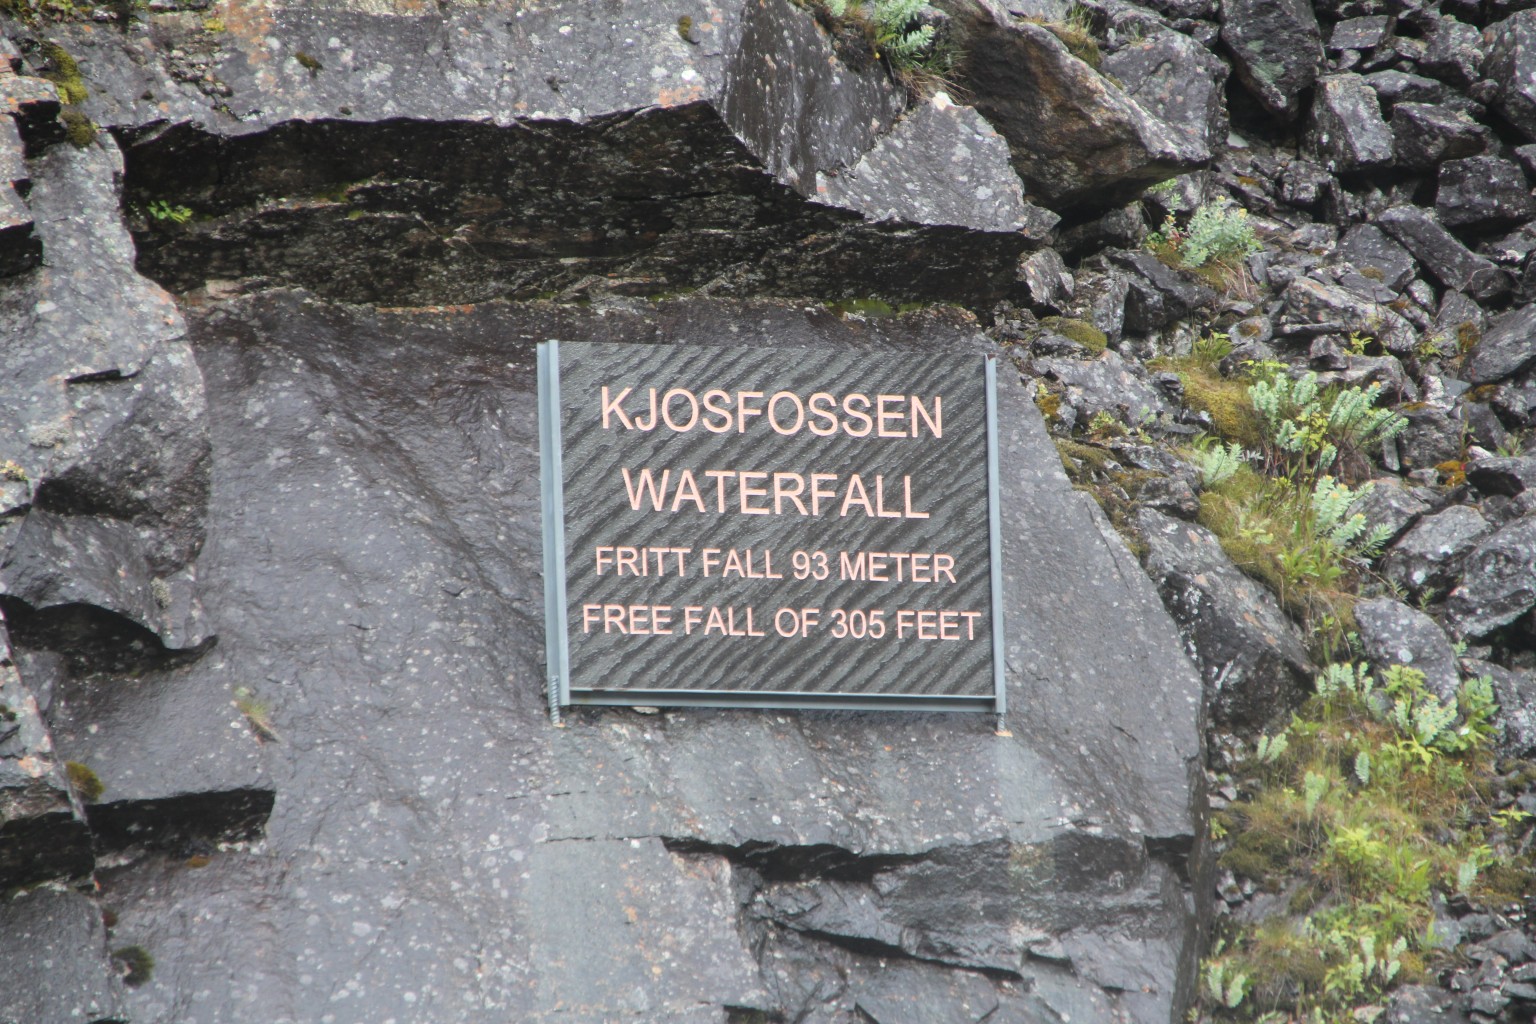 KJOSFOSSEN
WATERFALL
FRITT FALL 93 METER
FREE FALL OF 305 FEET